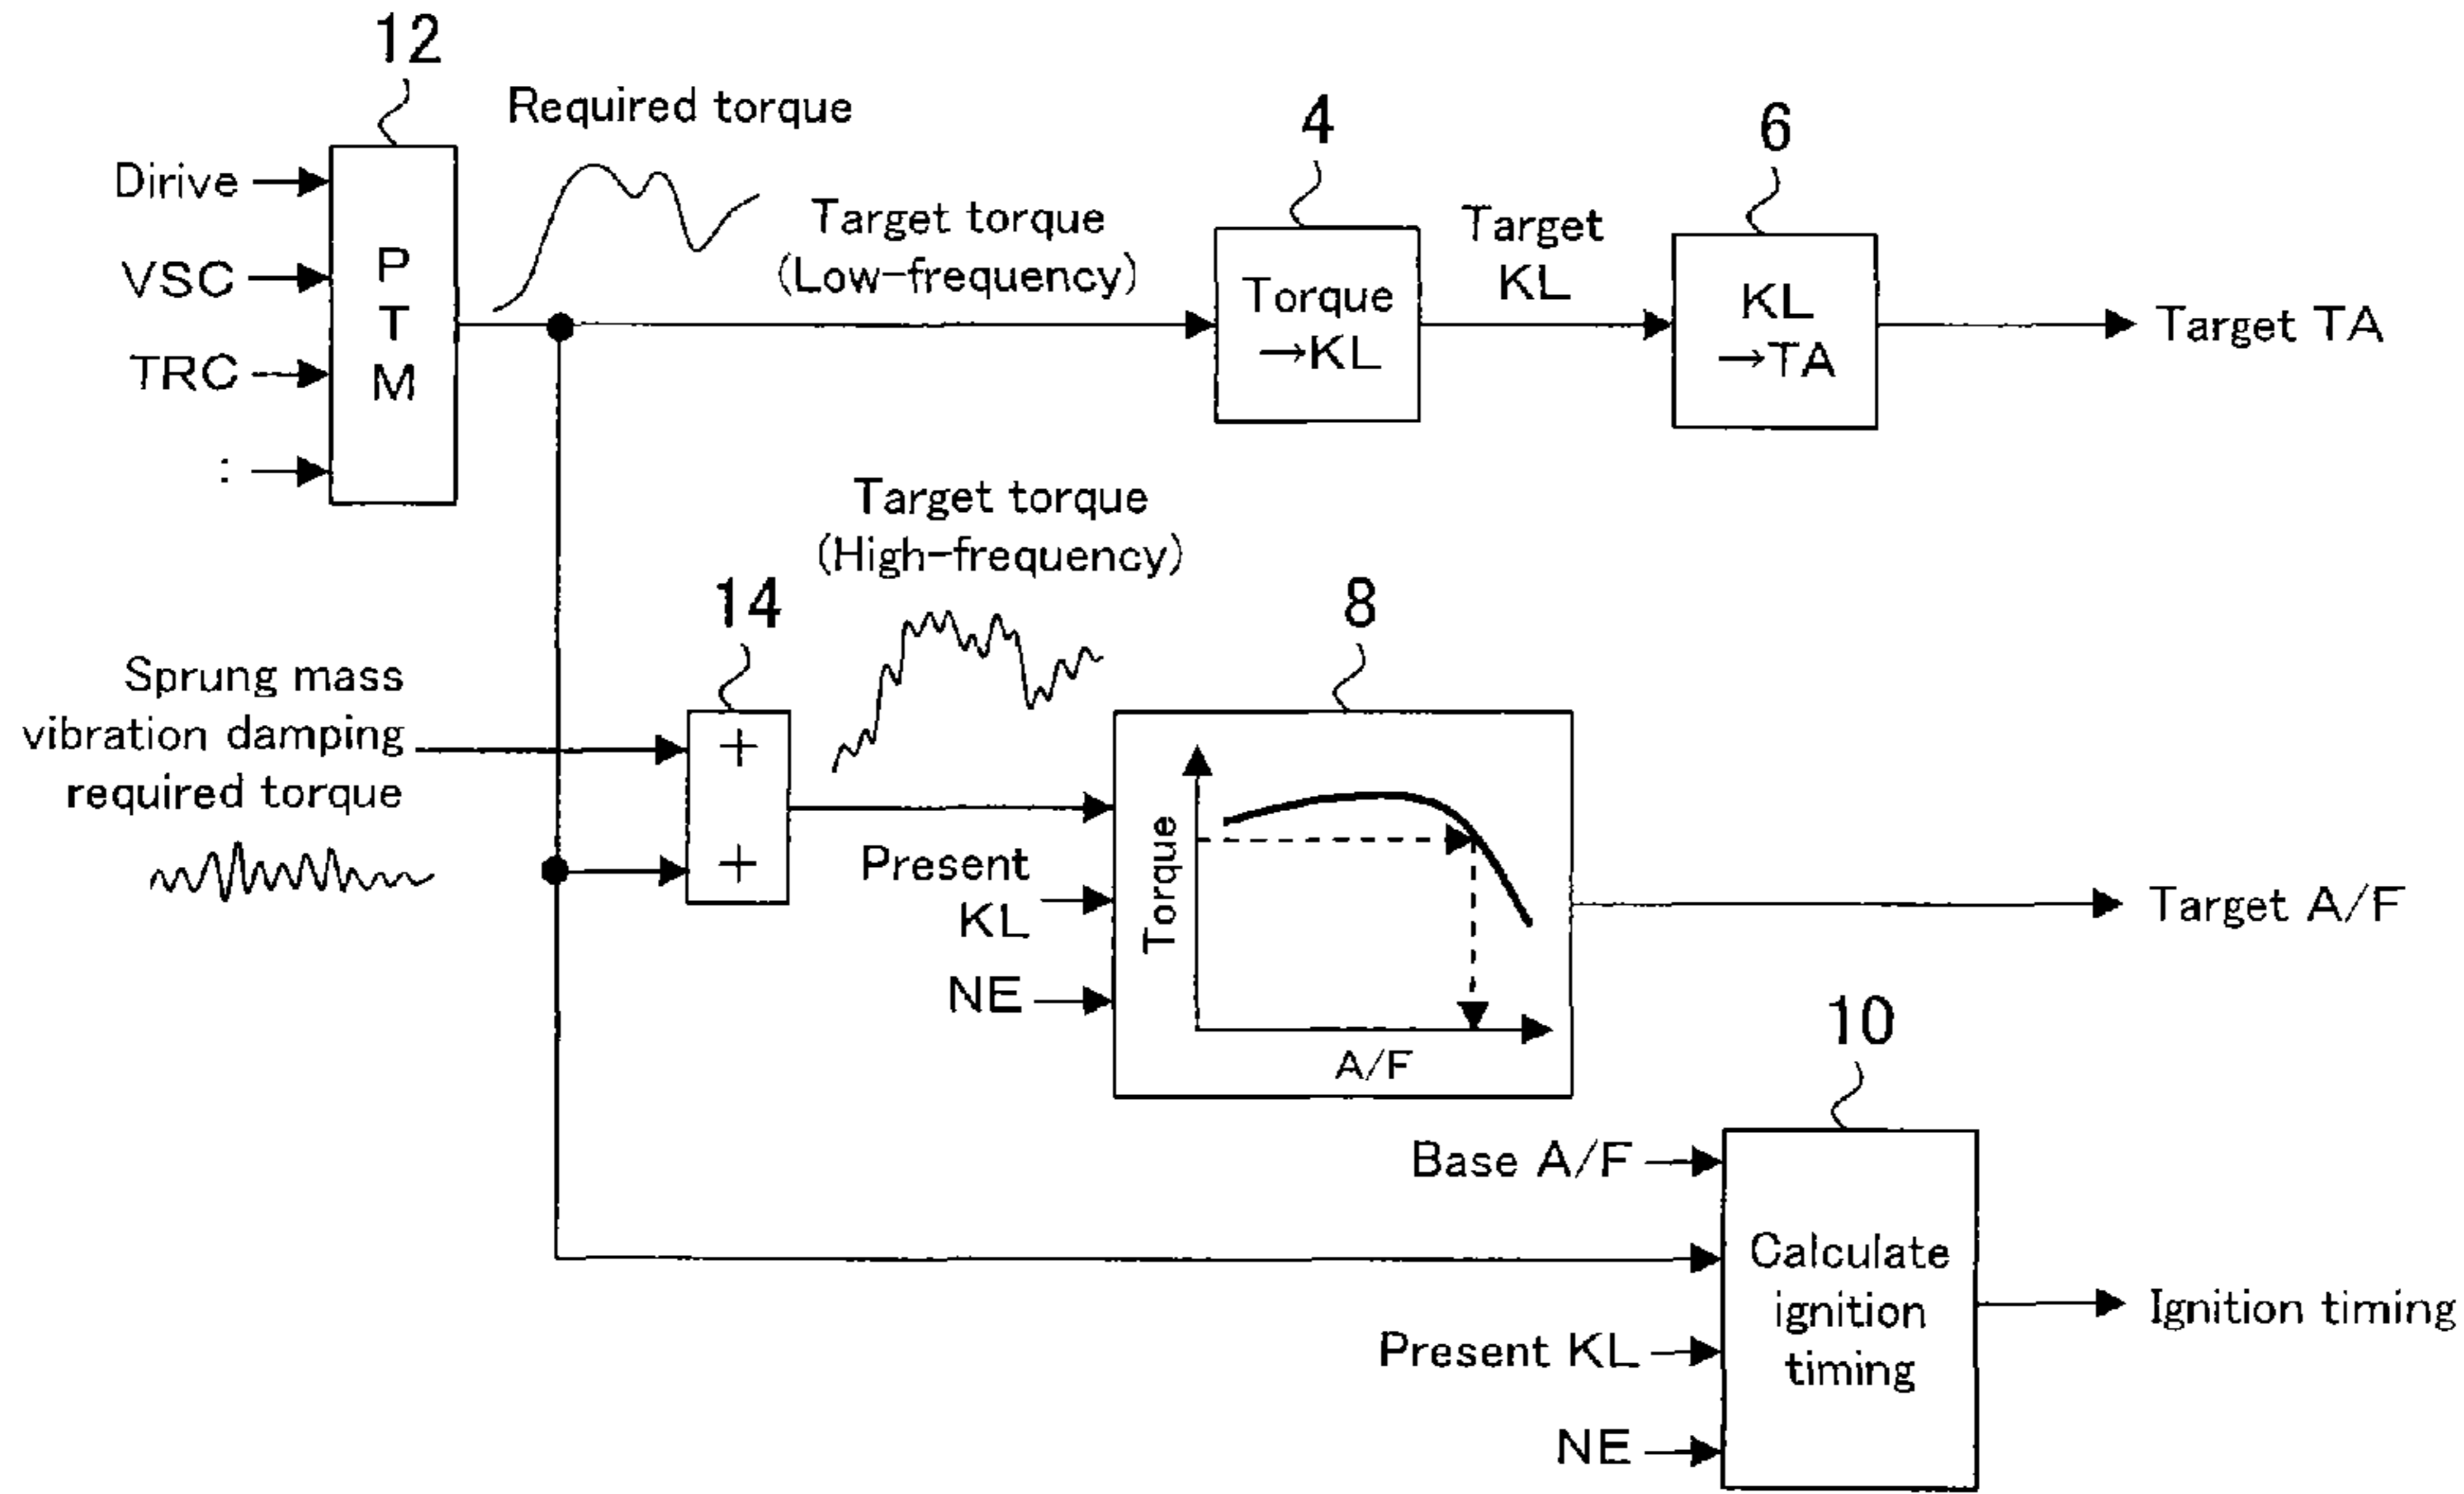 12
Required torque
4
6
Dirive
VSC
TRC
:
P
T
M
Target torque
(Low-frequency)
Torque
→KL
Target
KL
KL
→TA
Target TA
Target torque
(High-frequency)
14
8
Sprung mass
vibration damping
required torque
+
+
Present
KL
NE
Torque
A/F
Target A/F
10
Base A/F
Present KL
NE
Calculate
ignition
timing
Ignition timing